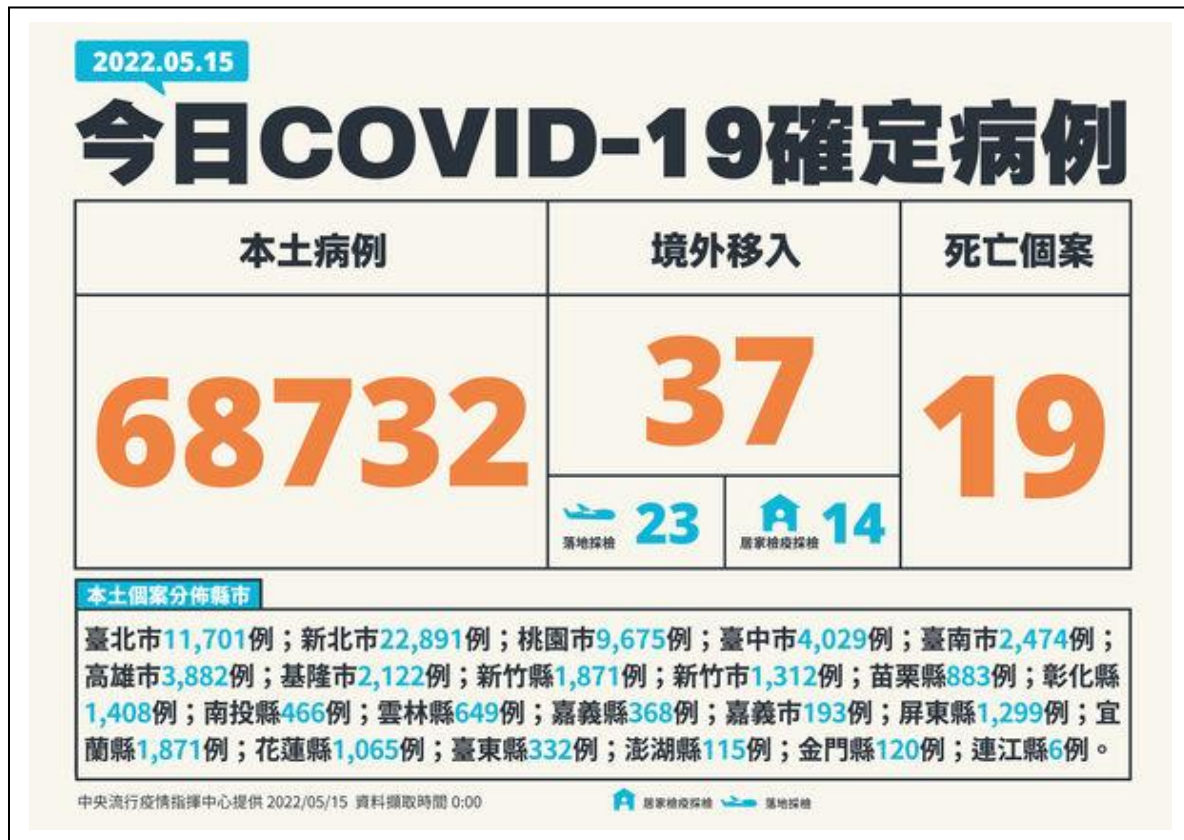 2022.05.15
今日COVID-19確定病例
本土病例
境外移入
死亡個案
68732
37
19
落地採檢
23
居家檢疫採檢
14
本土個案分佈縣市
臺北市11,701例；新北市22,891例；桃園市9,675例；臺中市4,029例；臺南市2,474例；
高雄市3,882例；基隆市2,122例；新竹縣1,871例；新竹市1,312例；苗栗縣883例；彰化縣
1,408例；南投縣466例；雲林縣649例；嘉義縣368例；嘉義市193例；屏東縣1,299例；宜
蘭縣1,871例；花蓮縣1,065例；臺東縣332例；澎湖縣115例；金門縣120例；連江縣6例。
中央流行疫情指揮中心提供 2022/05/15 資料擷取時間 0:00
居家檢疫採檢
落地採檢